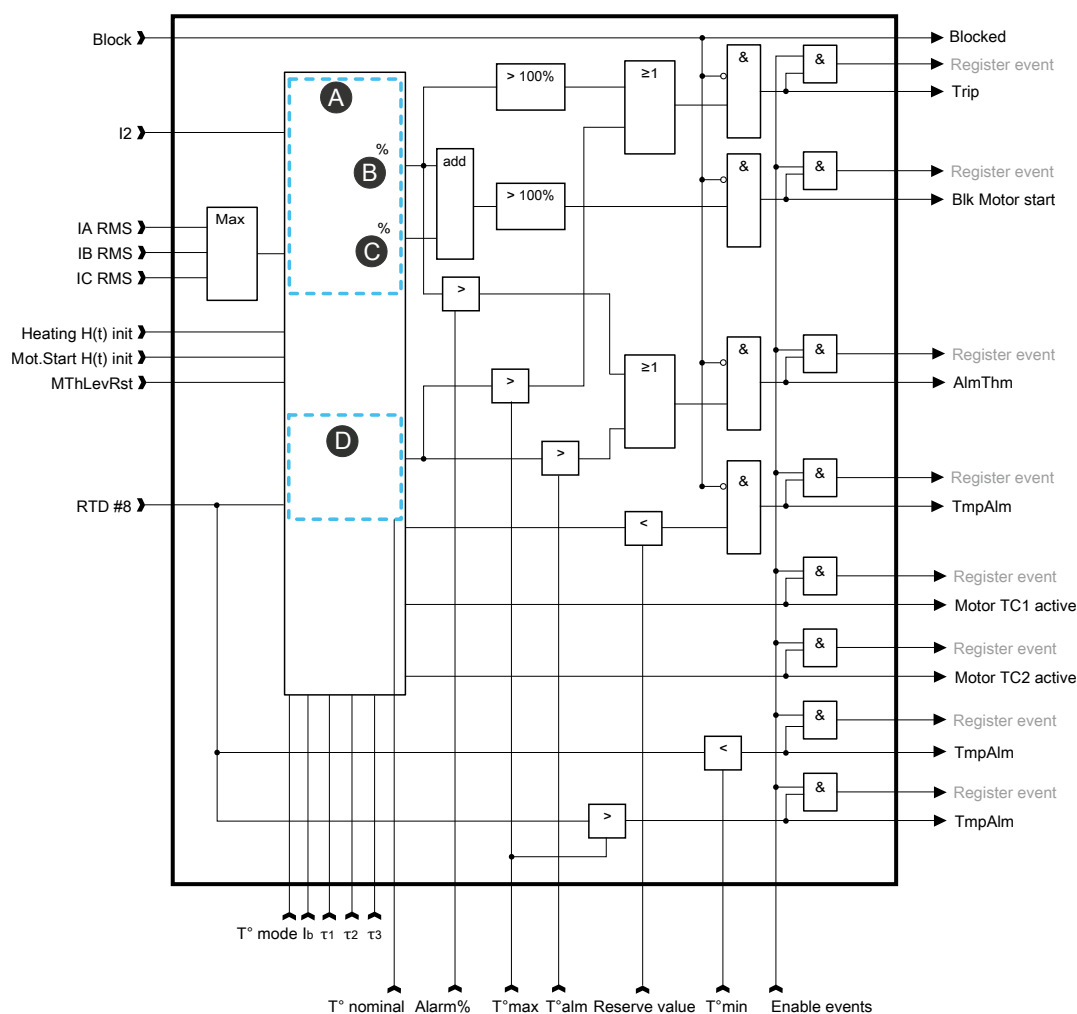 Block
Blocked
&
&
Register event
> 100%
≥1
Trip
A
I2
%
add
B
&
&
Register event
> 100%
Blk Motor start
%
C
Max
IA RMS
IB RMS
IC RMS
>
Heating H(t) init
Mot.Start H(t) init
MThLevRst
&
&
Register event
≥1
AlmThm
>
D
>
&
&
Register event
RTD #8
TmpAlm
<
&
Register event
Motor TC1 active
&
Register event
Motor TC2 active
&
Register event
<
TmpAlm
&
Register event
>
TmpAlm
T° mode Ib τ1 τ2 τ3
T° nominal Alarm% T°max T°alm Reserve value T°min Enable events